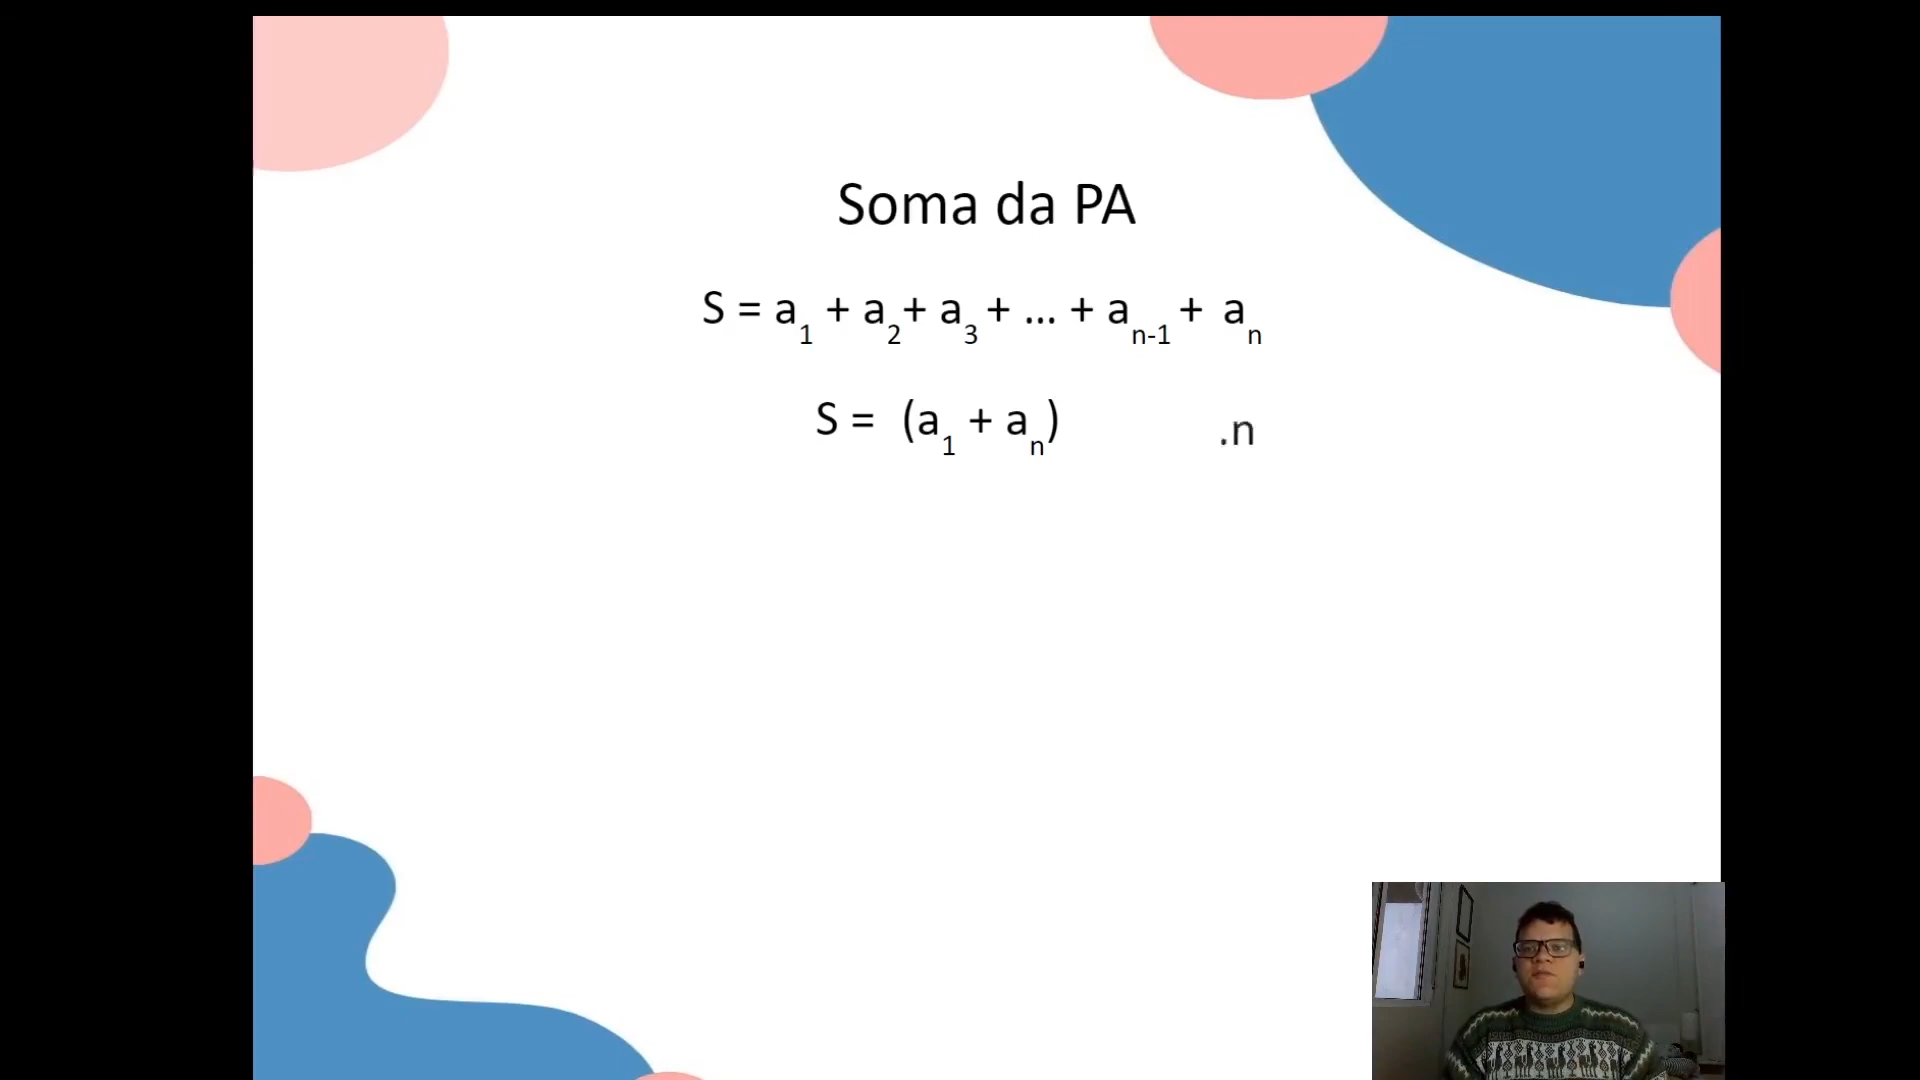 Soma da PA
S = a1 + a2 + a3 + ... + an-1 + an
S = (a1 + an) .n